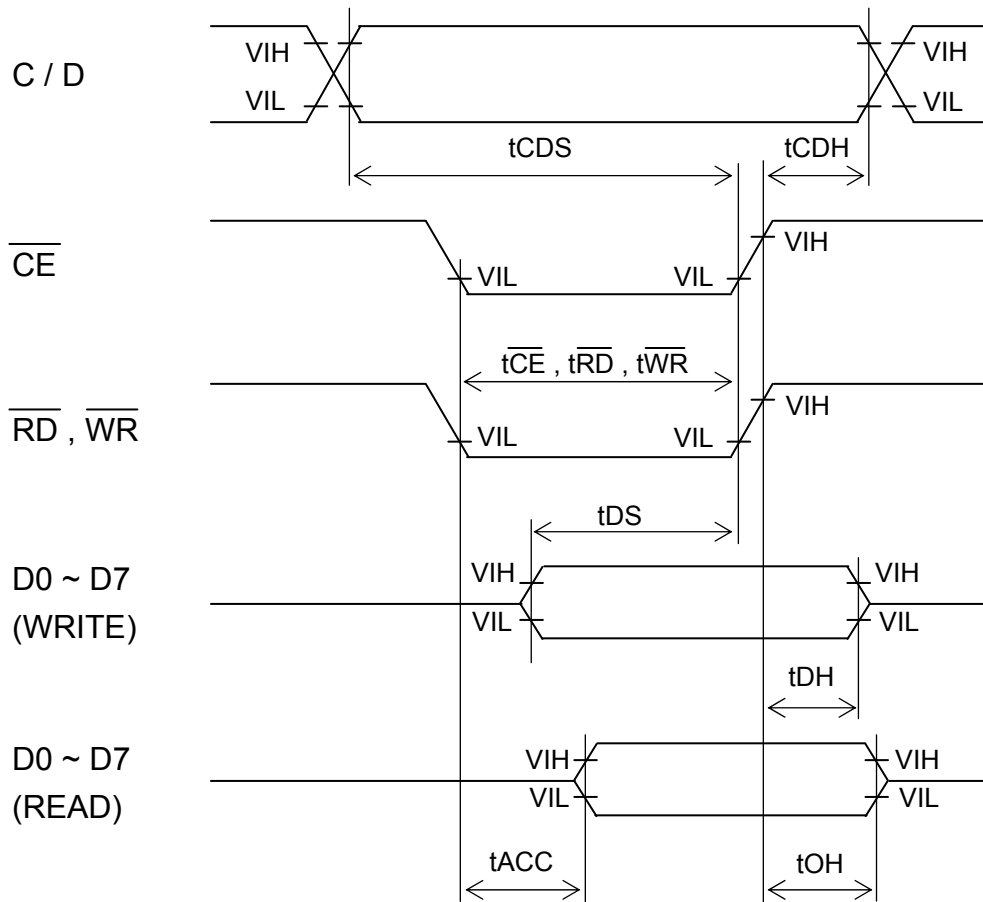 VIH
VIH
C / D
VIL
VIL
tCDS
tCDH
CE
VIH
VIL
VIL
tCE , tRD , tWR
RD , WR
VIH
VIL
VIL
tDS
D0 ~ D7
VIH
VIH
(WRITE)
VIL
VIL
tDH
D0 ~ D7
VIH
VIH
(READ)
VIL
VIL
tACC
tOH